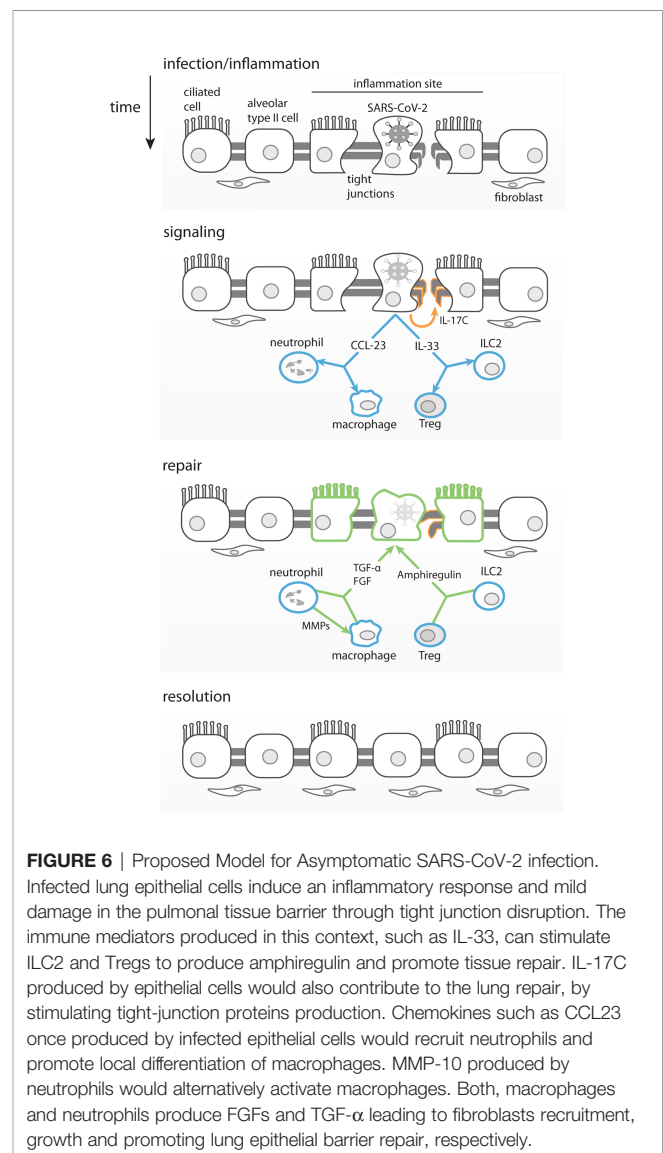 infection/inflammation
time
inflammation site
ciliated
cell
alveolar
type II cell
SARS-CoV-2
tight
junctions
fibroblast
signaling
IL-17C
neutrophil
CCL-23
IL-33
ILC2
macrophage
Treg
repair
neutrophil
TGF-α
FGF
Amphiregulin
ILC2
MMPs
macrophage
Treg
resolution
FIGURE 6 | Proposed Model for Asymptomatic SARS-CoV-2 infection.
Infected lung epithelial cells induce an inflammatory response and mild
damage in the pulmonal tissue barrier through tight junction disruption. The
immune mediators produced in this context, such as IL-33, can stimulate
ILC2 and Tregs to produce amphiregulin and promote tissue repair. IL-17C
produced by epithelial cells would also contribute to the lung repair, by
stimulating tight-junction proteins production. Chemokines such as CCL23
once produced by infected epithelial cells would recruit neutrophils and
promote local differentiation of macrophages. MMP-10 produced by
neutrophils would alternatively activate macrophages. Both, macrophages
and neutrophils produce FGFs and TGF-α leading to fibroblasts recruitment,
growth and promoting lung epithelial barrier repair, respectively.